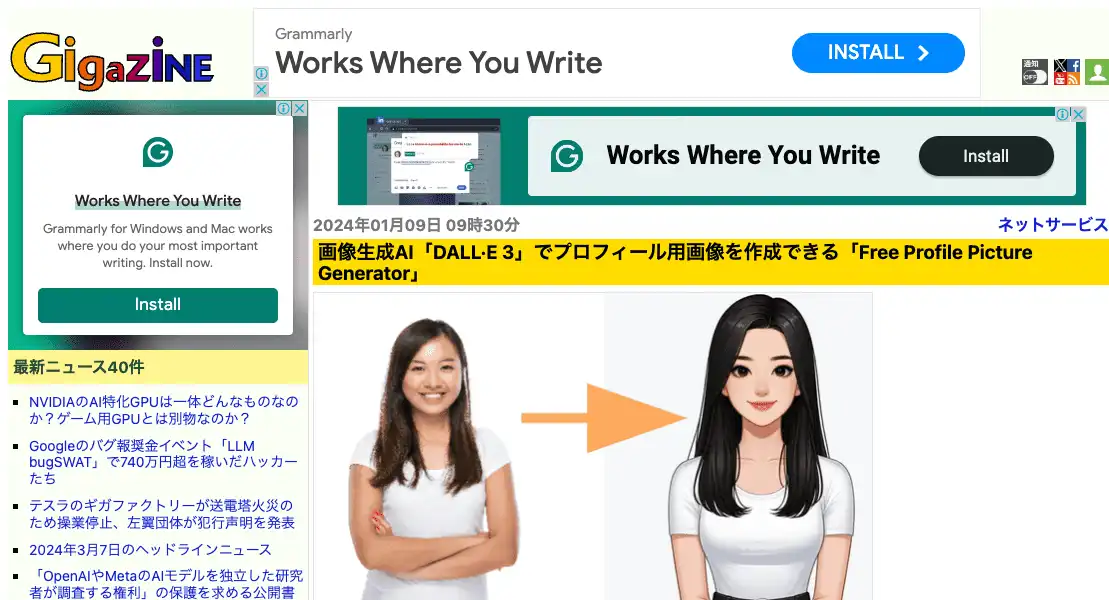 GigaZiNE
Grammarly
Works Where You Write
INSTALL
通知
OFF
Works Where You Write
Grammarly for Windows and Mac works
where you do your most important
writing. Install now.
Install
Works Where You Write
Install
2024年01月09日 09時30分
ネットサービス
画像生成AI「DALL·E 3」でプロフィール用画像を作成できる「Free Profile Picture
Generator」
最新ニュース40件
NVIDIAのAI特化GPUは一体どんなものなの
か？ゲーム用GPUとは別物なのか？
Googleのバグ報奨金イベント「LLM
bugSWAT」で740万円超を稼いだハッカー
たち
テスラのギガファクトリーが送電塔火災の
ため操業停止、左翼団体が犯行声明を発表
2024年3月7日のヘッドラインニュース
「OpenAIやMetaのAIモデルを独立した研究
者が調査する権利」の保護を求める公開書